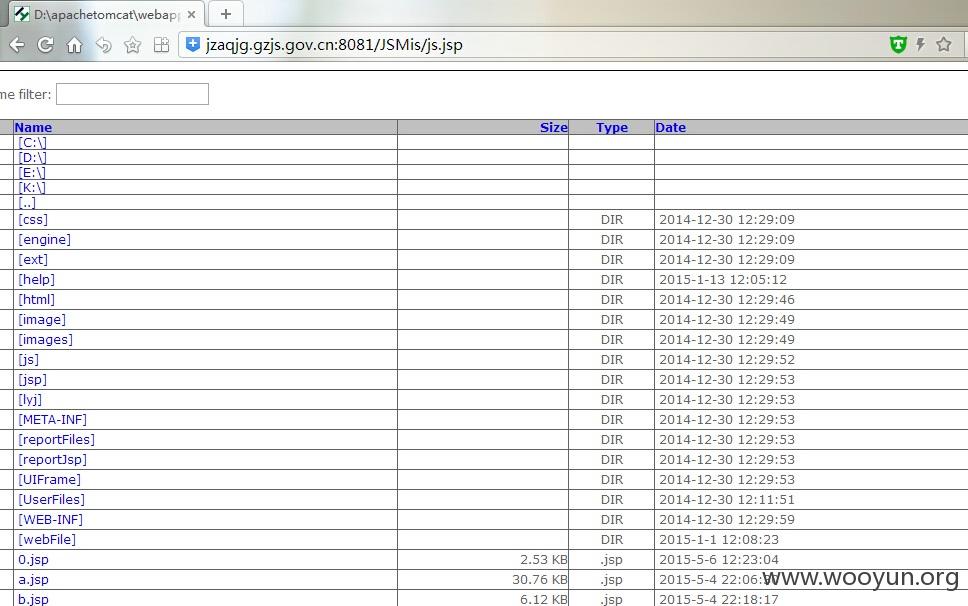 D:\apachetomcat\webapp
jzaqjg.gzjs.gov.cn:8081/JSMis/js.jsp
me filter:
Name Size Type Date
[C:\]
[D:\]
[E:\]
[K:\]
[..]
[css] DIR 2014-12-30 12:29:09
[engine] DIR 2014-12-30 12:29:09
[ext] DIR 2014-12-30 12:29:09
[help] DIR 2015-1-13 12:05:12
[html] DIR 2014-12-30 12:29:46
[image] DIR 2014-12-30 12:29:49
[images] DIR 2014-12-30 12:29:49
[js] DIR 2014-12-30 12:29:52
[jsp] DIR 2014-12-30 12:29:53
[lyj] DIR 2014-12-30 12:29:53
[META-INF] DIR 2014-12-30 12:29:53
[reportFiles] DIR 2014-12-30 12:29:53
[reportJsp] DIR 2014-12-30 12:29:53
[UIFrame] DIR 2014-12-30 12:29:53
[UserFiles] DIR 2014-12-30 12:11:51
[WEB-INF] DIR 2014-12-30 12:29:59
[webFile] DIR 2015-1-1 12:08:23
0.jsp 2.53 KB .jsp 2015-5-6 12:23:04
a.jsp 30.76 KB .jsp 2015-5-4
www.wooyun.org
b.jsp 6.12 KB .jsp 2015-5-4 22:18:17